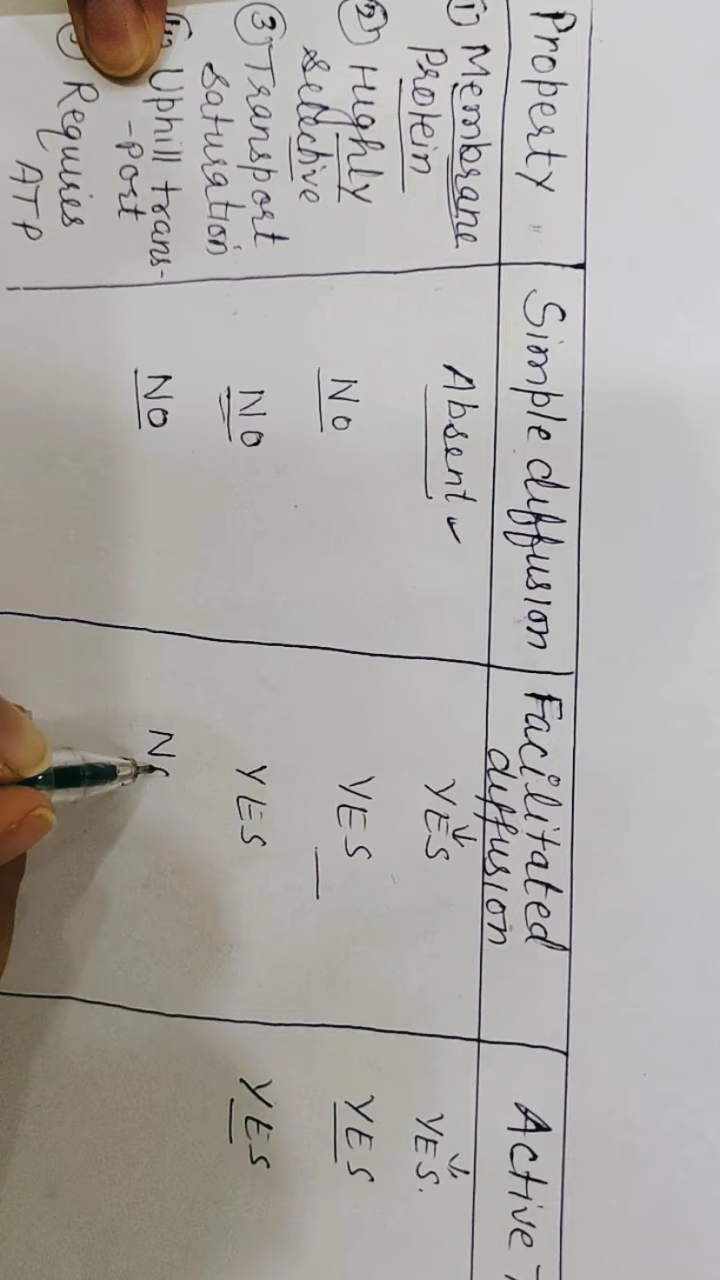 Property Simple diffusion Facilitated diffusion Active
① Membrane Protein Absent YES YES.
② Highly selective No YES YES
③ Transport saturation No YES YES
Uphill trans-
-port No No
Requires
ATP